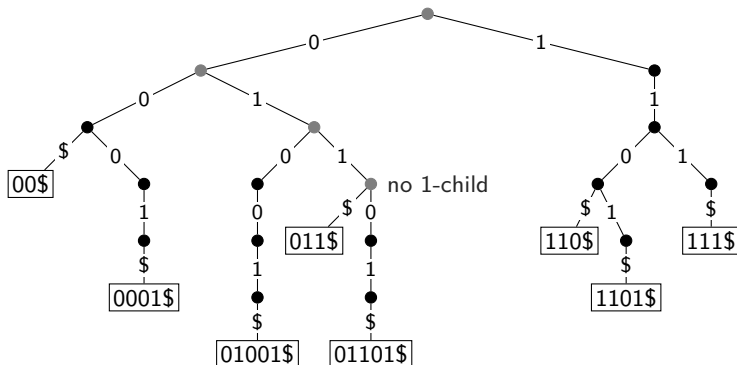 0 1
0 1 1
$ 0 0 1 0 1
00$ no 1-child
1 0 $ 0 $ 1 $
011$ 110$ 111$
$ 1 1 $
0001$ 1101$
$ $
01001$ 01101$